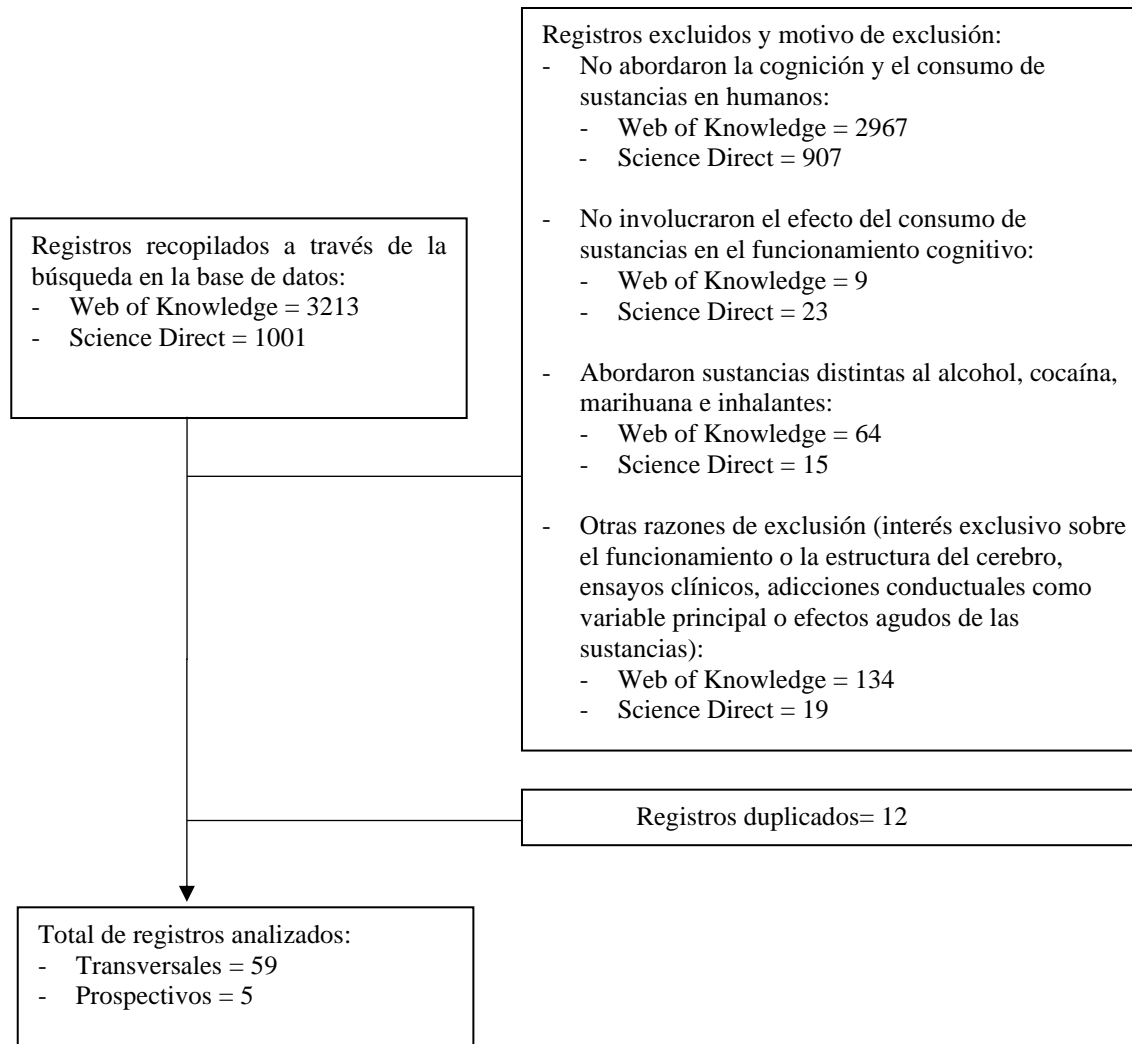 Registros recopilados a través de la
búsqueda en la base de datos:
- Web of Knowledge = 3213
- Science Direct = 1001
Registros excluidos y motivo de exclusión:
- No abordaron la cognición y el consumo de
sustancias en humanos:
- Web of Knowledge = 2967
- Science Direct = 907
- No involucraron el efecto del consumo de
sustancias en el funcionamiento cognitivo:
- Web of Knowledge = 9
- Science Direct = 23
- Abordaron sustancias distintas al alcohol, cocaína,
marihuana e inhalantes:
- Web of Knowledge = 64
- Science Direct = 15
- Otras razones de exclusión (interés exclusivo sobre
el funcionamiento o la estructura del cerebro,
ensayos clínicos, adicciones conductuales como
variable principal o efectos agudos de las
sustancias):
- Web of Knowledge = 134
- Science Direct = 19
Registros duplicados= 12
Total de registros analizados:
- Transversales = 59
- Prospectivos = 5